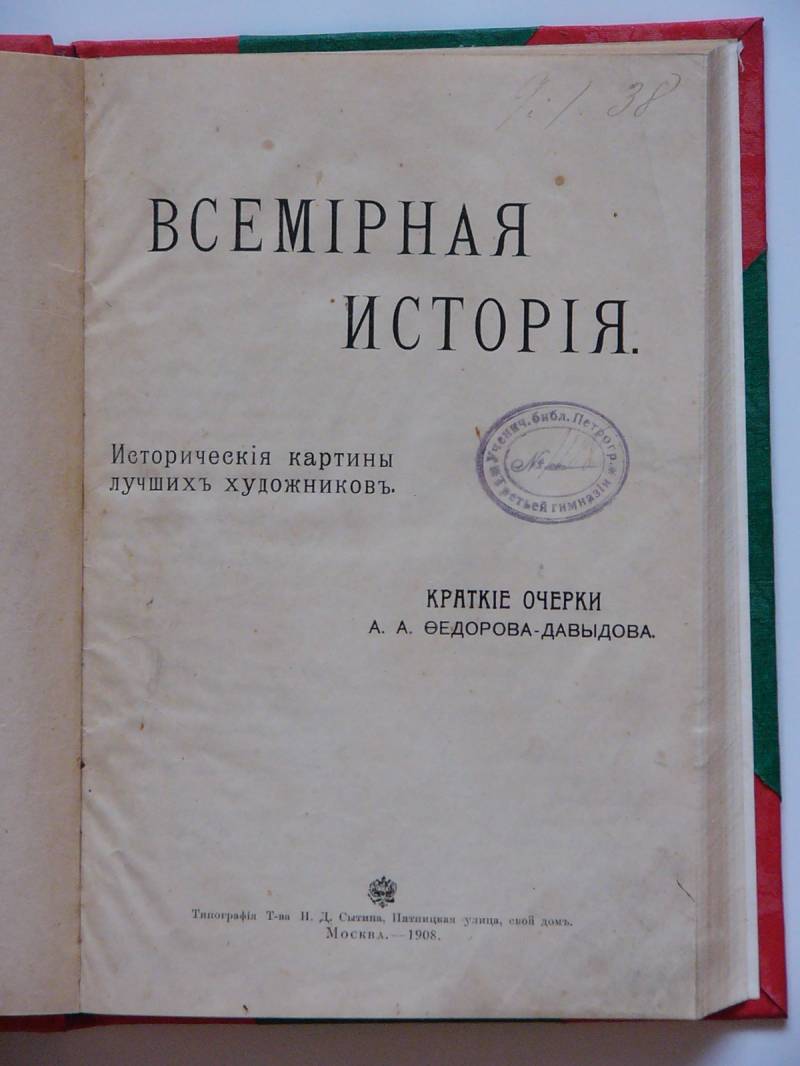 38
ВСЕМІРНАЯ
ИСТОРІЯ.
Историческія картины
лучшихъ художниковъ.
Ученич. библ. Петрогр.
№
Третьей гимназіи
КРАТКІЕ ОЧЕРКИ
А. А. ѲЕДОРОВА-ДАВЫДОВА.
Типографія Т-ва И. Д. Сытина, Пятницкая улица, свой домъ.
Москва.—1908.